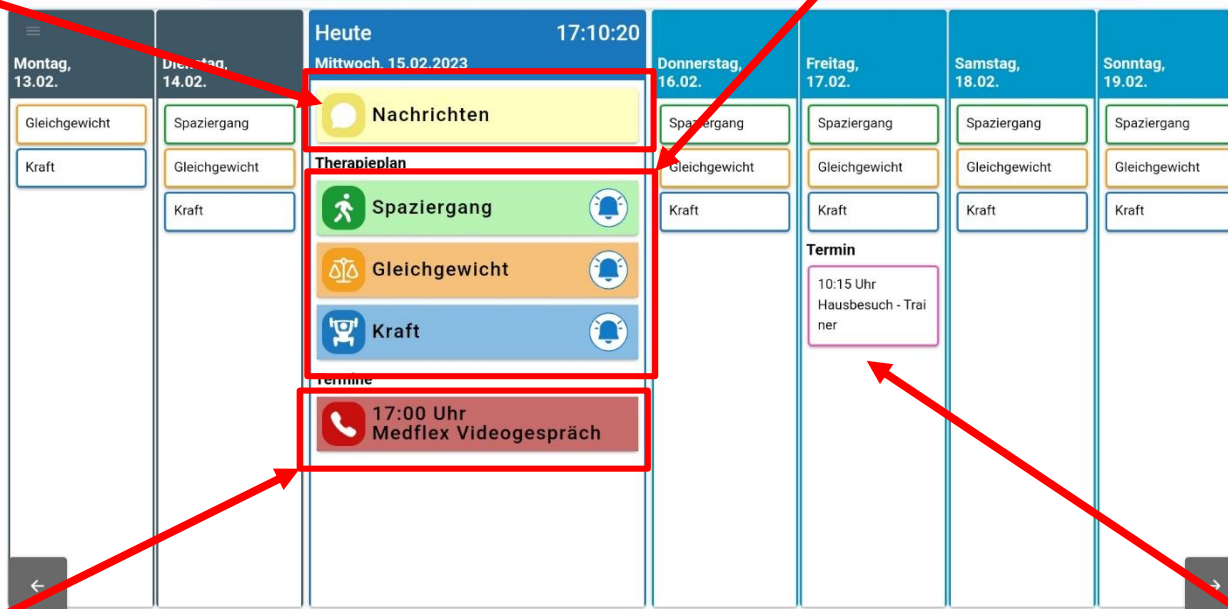 Montag,
13.02.
Gleichgewicht
Kraft
Dienstag,
14.02.
Spaziergang
Gleichgewicht
Kraft
Heute 17:10:20
Mittwoch, 15.02.2023
Nachrichten
Therapieplan
Spaziergang
Gleichgewicht
Kraft
Termine
17:00 Uhr
Medflex Videogespräch
Donnerstag,
16.02.
Spaziergang
Gleichgewicht
Kraft
Freitag,
17.02.
Spaziergang
Gleichgewicht
Kraft
Termin
10:15 Uhr
Hausbesuch - Trai
ner
Samstag,
18.02.
Spaziergang
Gleichgewicht
Kraft
Sonntag,
19.02.
Spaziergang
Gleichgewicht
Kraft